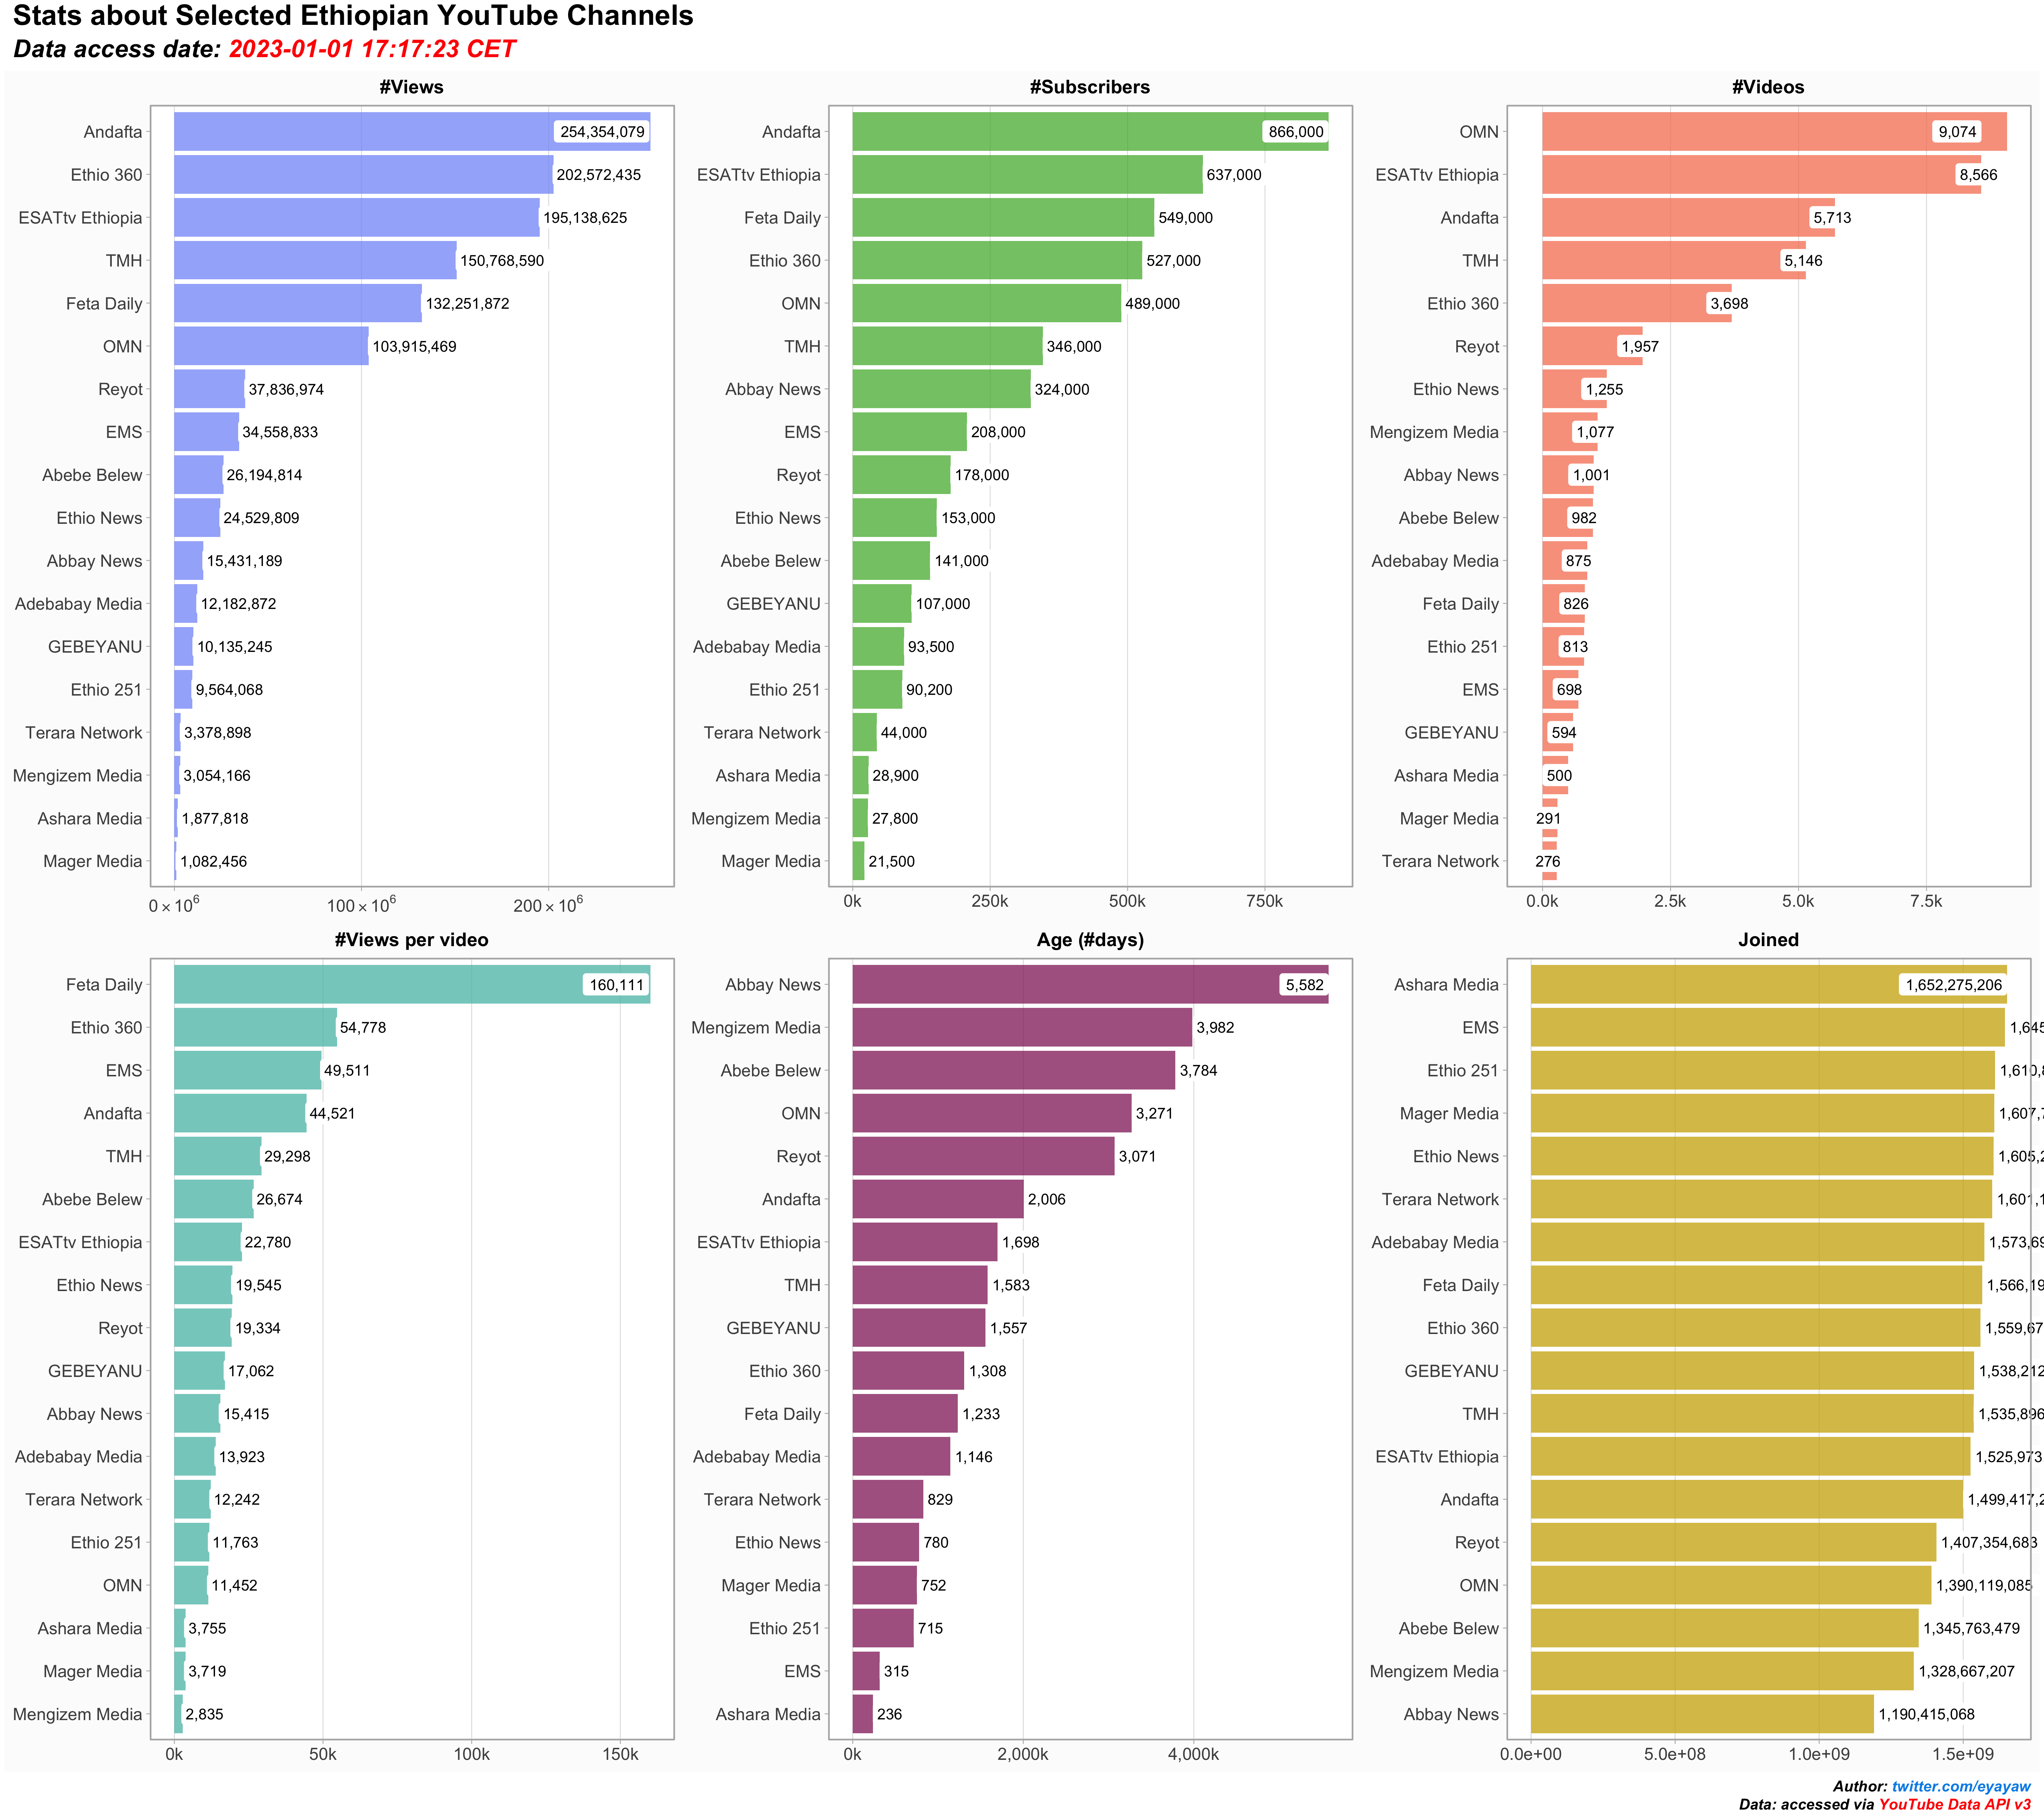 Stats about Selected Ethiopian YouTube Channels
Data access date: 2023-01-01 17:17:23 CET
#Views
Andafta 254,354,079
Ethio 360 202,572,435
ESATtv Ethiopia 195,138,625
TMH 150,768,590
Feta Daily 132,251,872
OMN 103,915,469
Reyot 37,836,974
EMS 34,558,833
Abebe Belew 26,194,814
Ethio News 24,529,809
Abbay News 15,431,189
Adebabay Media 12,182,872
GEBEYANU 10,135,245
Ethio 251 9,564,068
Terara Network 3,378,898
Mengizem Media 3,054,166
Ashara Media 1,877,818
Mager Media 1,082,456
0×10⁶ 100×10⁶ 200×10⁶
#Subscribers
Andafta 866,000
ESATtv Ethiopia 637,000
Feta Daily 549,000
Ethio 360 527,000
OMN 489,000
TMH 346,000
Abbay News 324,000
EMS 208,000
Reyot 178,000
Ethio News 153,000
Abebe Belew 141,000
GEBEYANU 107,000
Adebabay Media 93,500
Ethio 251 90,200
Terara Network 44,000
Ashara Media 28,900
Mengizem Media 27,800
Mager Media 21,500
0k 250k 500k 750k
#Videos
OMN 9,074
ESATtv Ethiopia 8,566
Andafta 5,713
TMH 5,146
Ethio 360 3,698
Reyot 1,957
Ethio News 1,255
Mengizem Media 1,077
Abbay News 1,001
Abebe Belew 982
Adebabay Media 875
Feta Daily 826
Ethio 251 813
EMS 698
GEBEYANU 594
Ashara Media 500
Mager Media 291
Terara Network 276
0.0k 2.5k 5.0k 7.5k
#Views per video
Feta Daily 160,111
Ethio 360 54,778
EMS 49,511
Andafta 44,521
TMH 29,298
Abebe Belew 26,674
ESATtv Ethiopia 22,780
Ethio News 19,545
Reyot 19,334
GEBEYANU 17,062
Abbay News 15,415
Adebabay Media 13,923
Terara Network 12,242
Ethio 251 11,763
OMN 11,452
Ashara Media 3,755
Mager Media 3,719
Mengizem Media 2,835
0k 50k 100k 150k
Age (#days)
Abbay News 5,582
Mengizem Media 3,982
Abebe Belew 3,784
OMN 3,271
Reyot 3,071
Andafta 2,006
ESATtv Ethiopia 1,698
TMH 1,583
GEBEYANU 1,557
Ethio 360 1,308
Feta Daily 1,233
Adebabay Media 1,146
Terara Network 829
Ethio News 780
Mager Media 752
Ethio 251 715
EMS 315
Ashara Media 236
0k 2,000k 4,000k
Joined
Ashara Media 1,652,275,206
EMS 1,645
Ethio 251 1,610,8
Mager Media 1,607,7
Ethio News 1,605,2
Terara Network 1,601,1
Adebabay Media 1,573,69
Feta Daily 1,566,19
Ethio 360 1,559,67
GEBEYANU 1,538,212
TMH 1,535,896
ESATtv Ethiopia 1,525,973
Andafta 1,499,417,2
Reyot 1,407,354,683
OMN 1,390,119,085
Abebe Belew 1,345,763,479
Mengizem Media 1,328,667,207
Abbay News 1,190,415,068
0.0e+00 5.0e+08 1.0e+09 1.5e+09
Author: twitter.com/eyayaw
Data: accessed via YouTube Data API v3